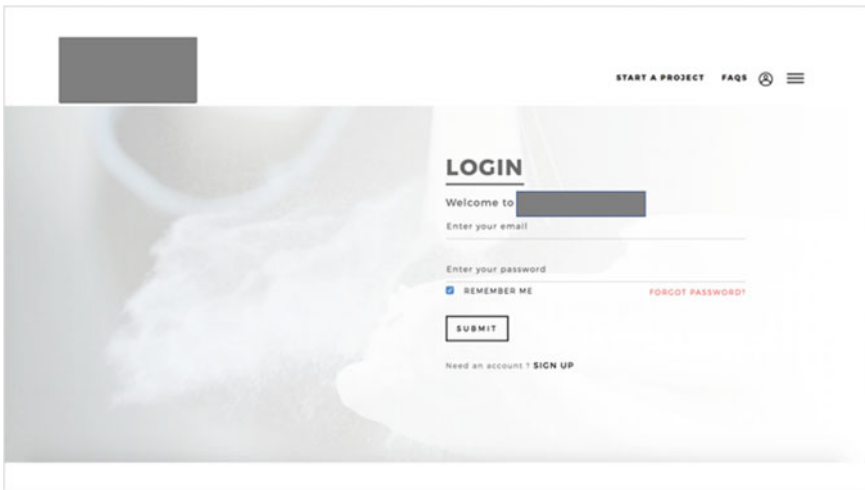 START A PROJECT FAQS
LOGIN
Welcome to
Enter your email
Enter your password
REMEMBER ME FORGOT PASSWORD?
SUBMIT
Need an account ? SIGN UP